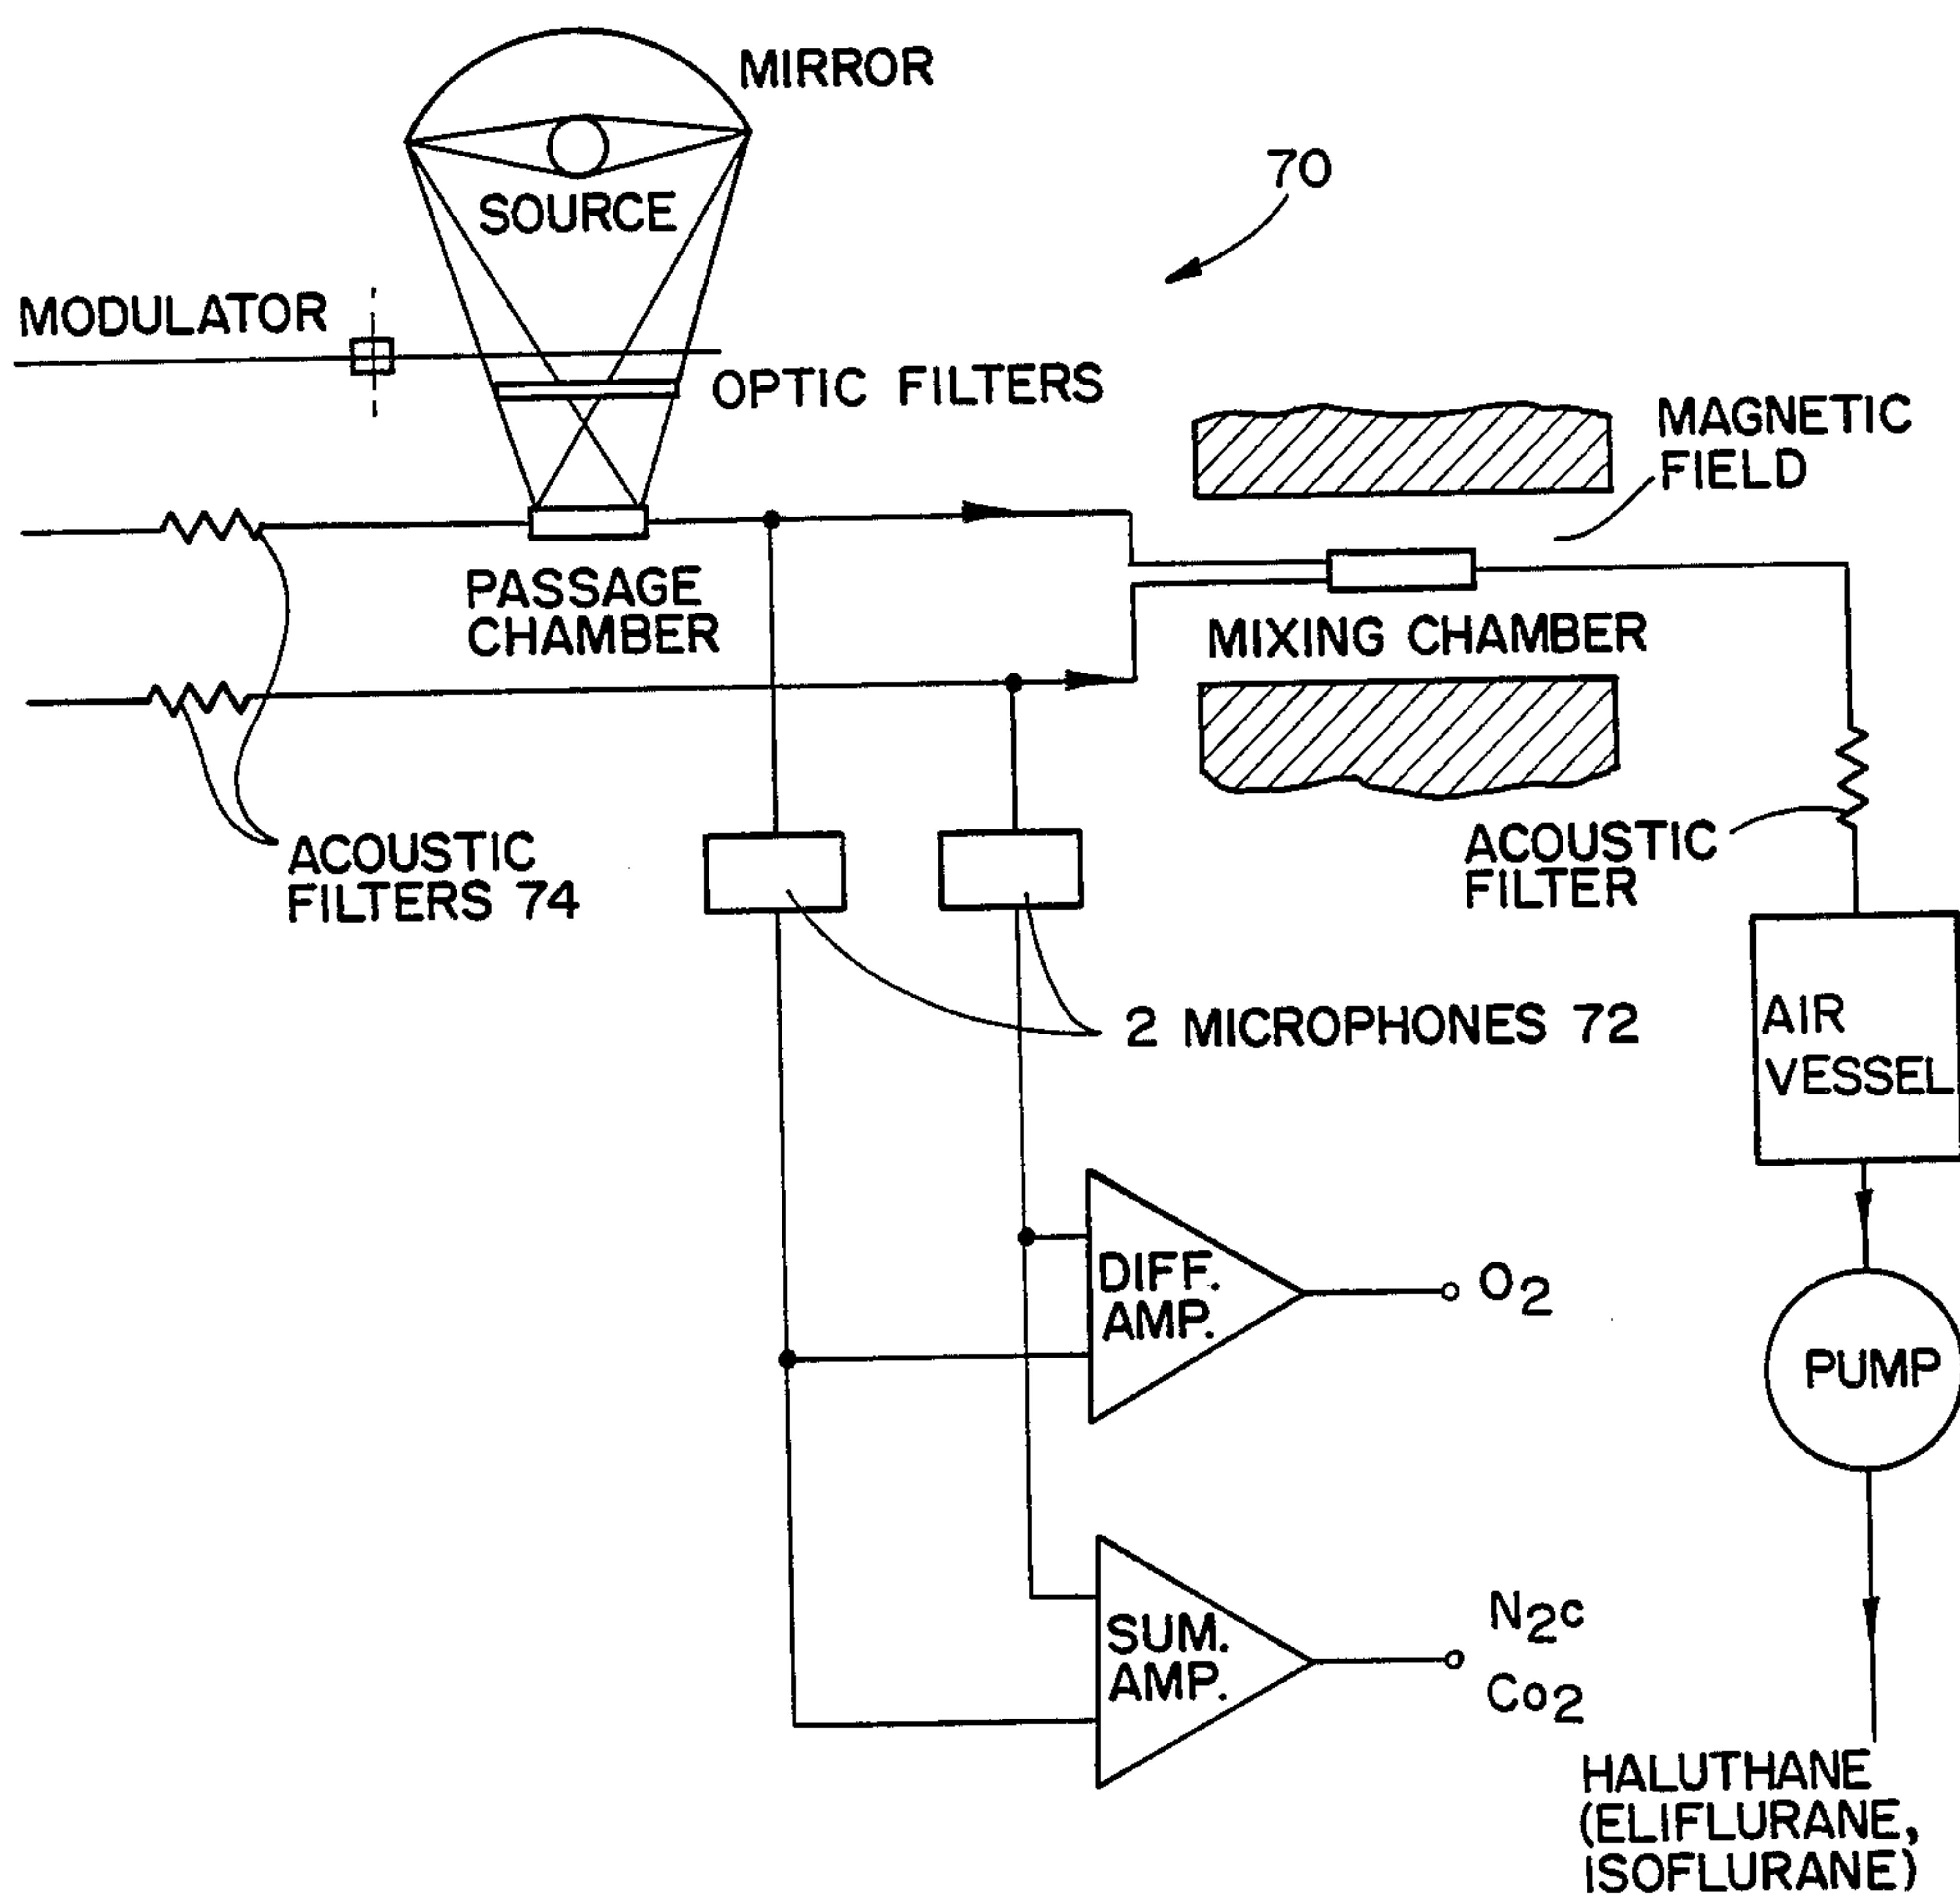 MIRROR
70
SOURCE
MODULATOR
OPTIC FILTERS
MAGNETIC
FIELD
PASSAGE
CHAMBER
MIXING CHAMBER
ACOUSTIC
FILTERS 74
ACOUSTIC
FILTER
2 MICROPHONES 72
AIR
VESSEL
DIFF.
AMP.
O2
PUMP
SUM.
AMP.
N2c
Co2
HALUTHANE
(ELIFLURANE,
ISOFLURANE)